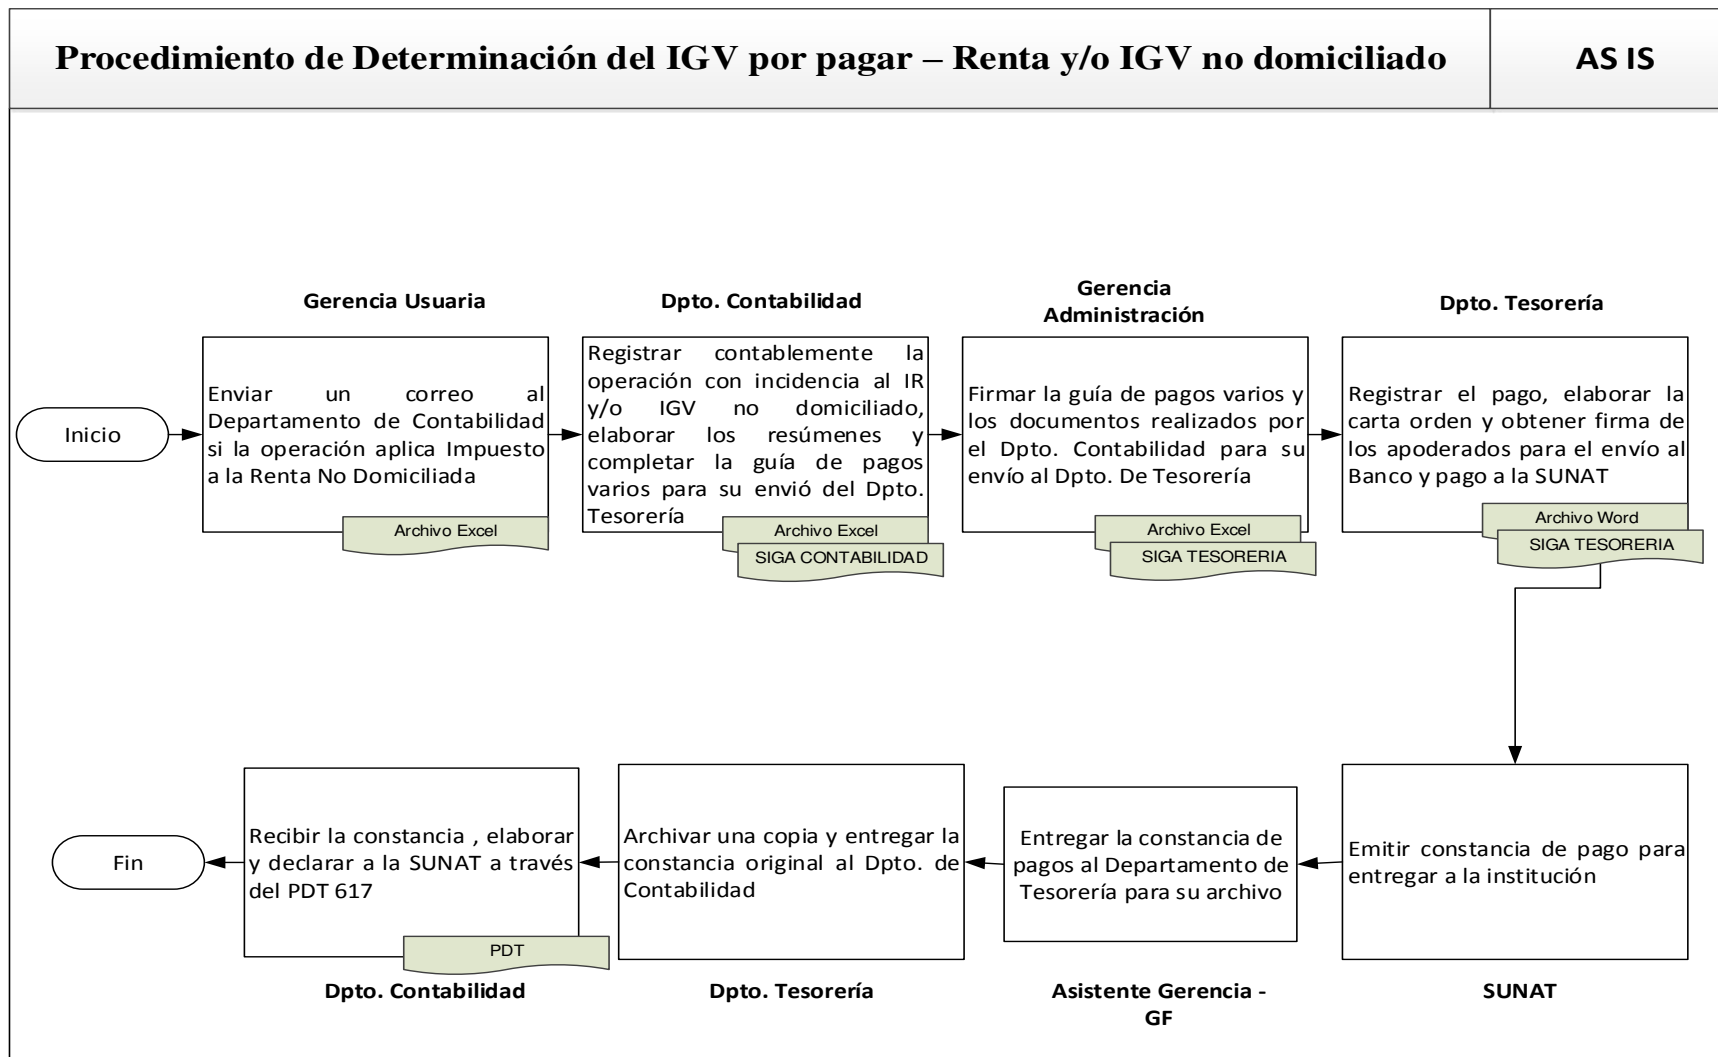 Procedimiento de Determinación del IGV por pagar – Renta y/o IGV no domiciliado
AS IS
Gerencia Usuaria
Dpto. Contabilidad
Gerencia
Administración
Dpto. Tesorería
Inicio
Enviar un correo al
Departamento de Contabilidad
si la operación aplica Impuesto
a la Renta No Domiciliada
Archivo Excel
Registrar contablemente la
operación con incidencia al IR
y/o IGV no domiciliado,
elaborar los resúmenes y
completar la guía de pagos
varios para su envió del Dpto.
Tesorería
Archivo Excel
SIGA CONTABILIDAD
Firmar la guía de pagos varios y
los documentos realizados por
el Dpto. Contabilidad para su
envío al Dpto. De Tesorería
Archivo Excel
SIGA TESORERIA
Registrar el pago, elaborar la
carta orden y obtener firma de
los apoderados para el envío al
Banco y pago a la SUNAT
Archivo Word
SIGA TESORERIA
Emitir constancia de pago para
entregar a la institución
SUNAT
Entregar la constancia de
pagos al Departamento de
Tesorería para su archivo
Asistente Gerencia -
GF
Archivar una copia y entregar la
constancia original al Dpto. de
Contabilidad
Dpto. Tesorería
Recibir la constancia , elaborar
y declarar a la SUNAT a través
del PDT 617
PDT
Dpto. Contabilidad
Fin